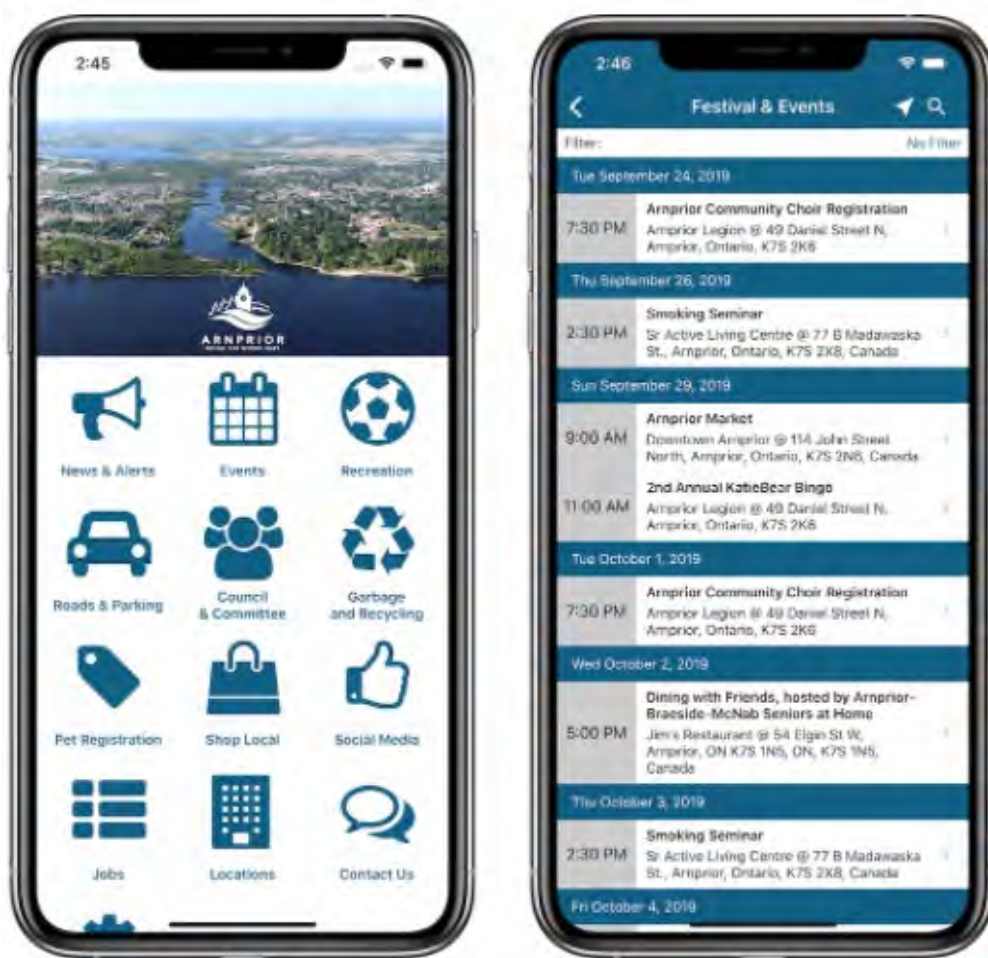 2:45
ARNPRIOR
News & Alerts
Events
Recreation
Roads & Parking
Council
& Committee
Garbage
and Recycling
Pet Registration
Shop Local
Social Media
Jobs
Locations
Contact Us
2:46
Festival & Events
Filter:
No Filter
Tue September 24, 2019
7:30 PM
Arnprior Community Choir Registration
Arnprior Legion @ 49 Daniel Street N,
Arnprior, Ontario, K7S 2K6
Thu September 26, 2019
2:30 PM
Smoking Seminar
Sr Active Living Centre @ 77 B Madawaska
St., Arnprior, Ontario, K7S 2X8, Canada
Sun September 29, 2019
9:00 AM
Arnprior Market
Downtown Arnprior @ 114 John Street
North, Arnprior, Ontario, K7S 2N6, Canada
11:00 AM
2nd Annual KatieBear Bingo
Arnprior Legion @ 49 Daniel Street N,
Arnprior, Ontario, K7S 2K6
Tue October 1, 2019
7:30 PM
Arnprior Community Choir Registration
Arnprior Legion @ 49 Daniel Street N,
Arnprior, Ontario, K7S 2K6
Wed October 2, 2019
5:00 PM
Dining with Friends, hosted by Arnprior-
Braeside-McNab Seniors at Home
Jim's Restaurant @ 54 Elgin St W,
Arnprior, ON K7S 1N5, ON, K7S 1N5,
Canada
Thu October 3, 2019
2:30 PM
Smoking Seminar
Sr Active Living Centre @ 77 B Madawaska
St., Arnprior, Ontario, K7S 2X8, Canada
Fri October 4, 2019